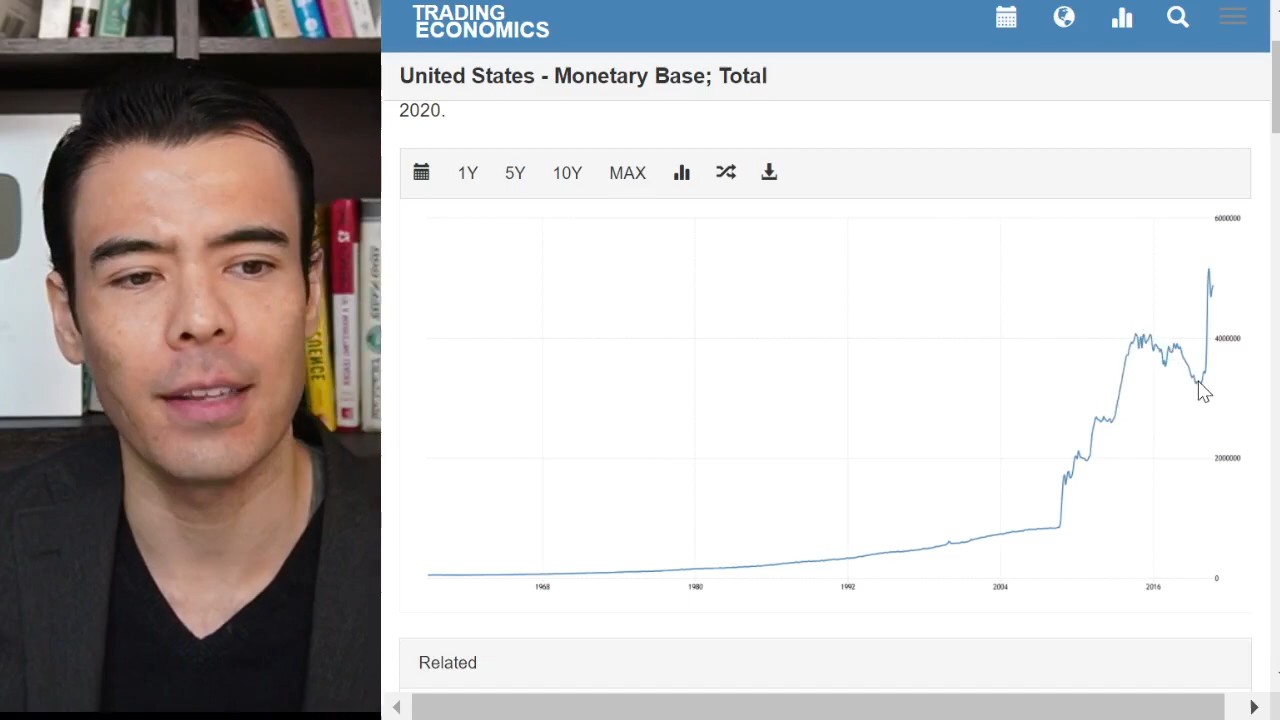 TRADING
ECONOMICS
United States - Monetary Base; Total
2020.
1Y 5Y 10Y MAX
6000000
4000000
2000000
0
1968 1980 1992 2004 2016
Related